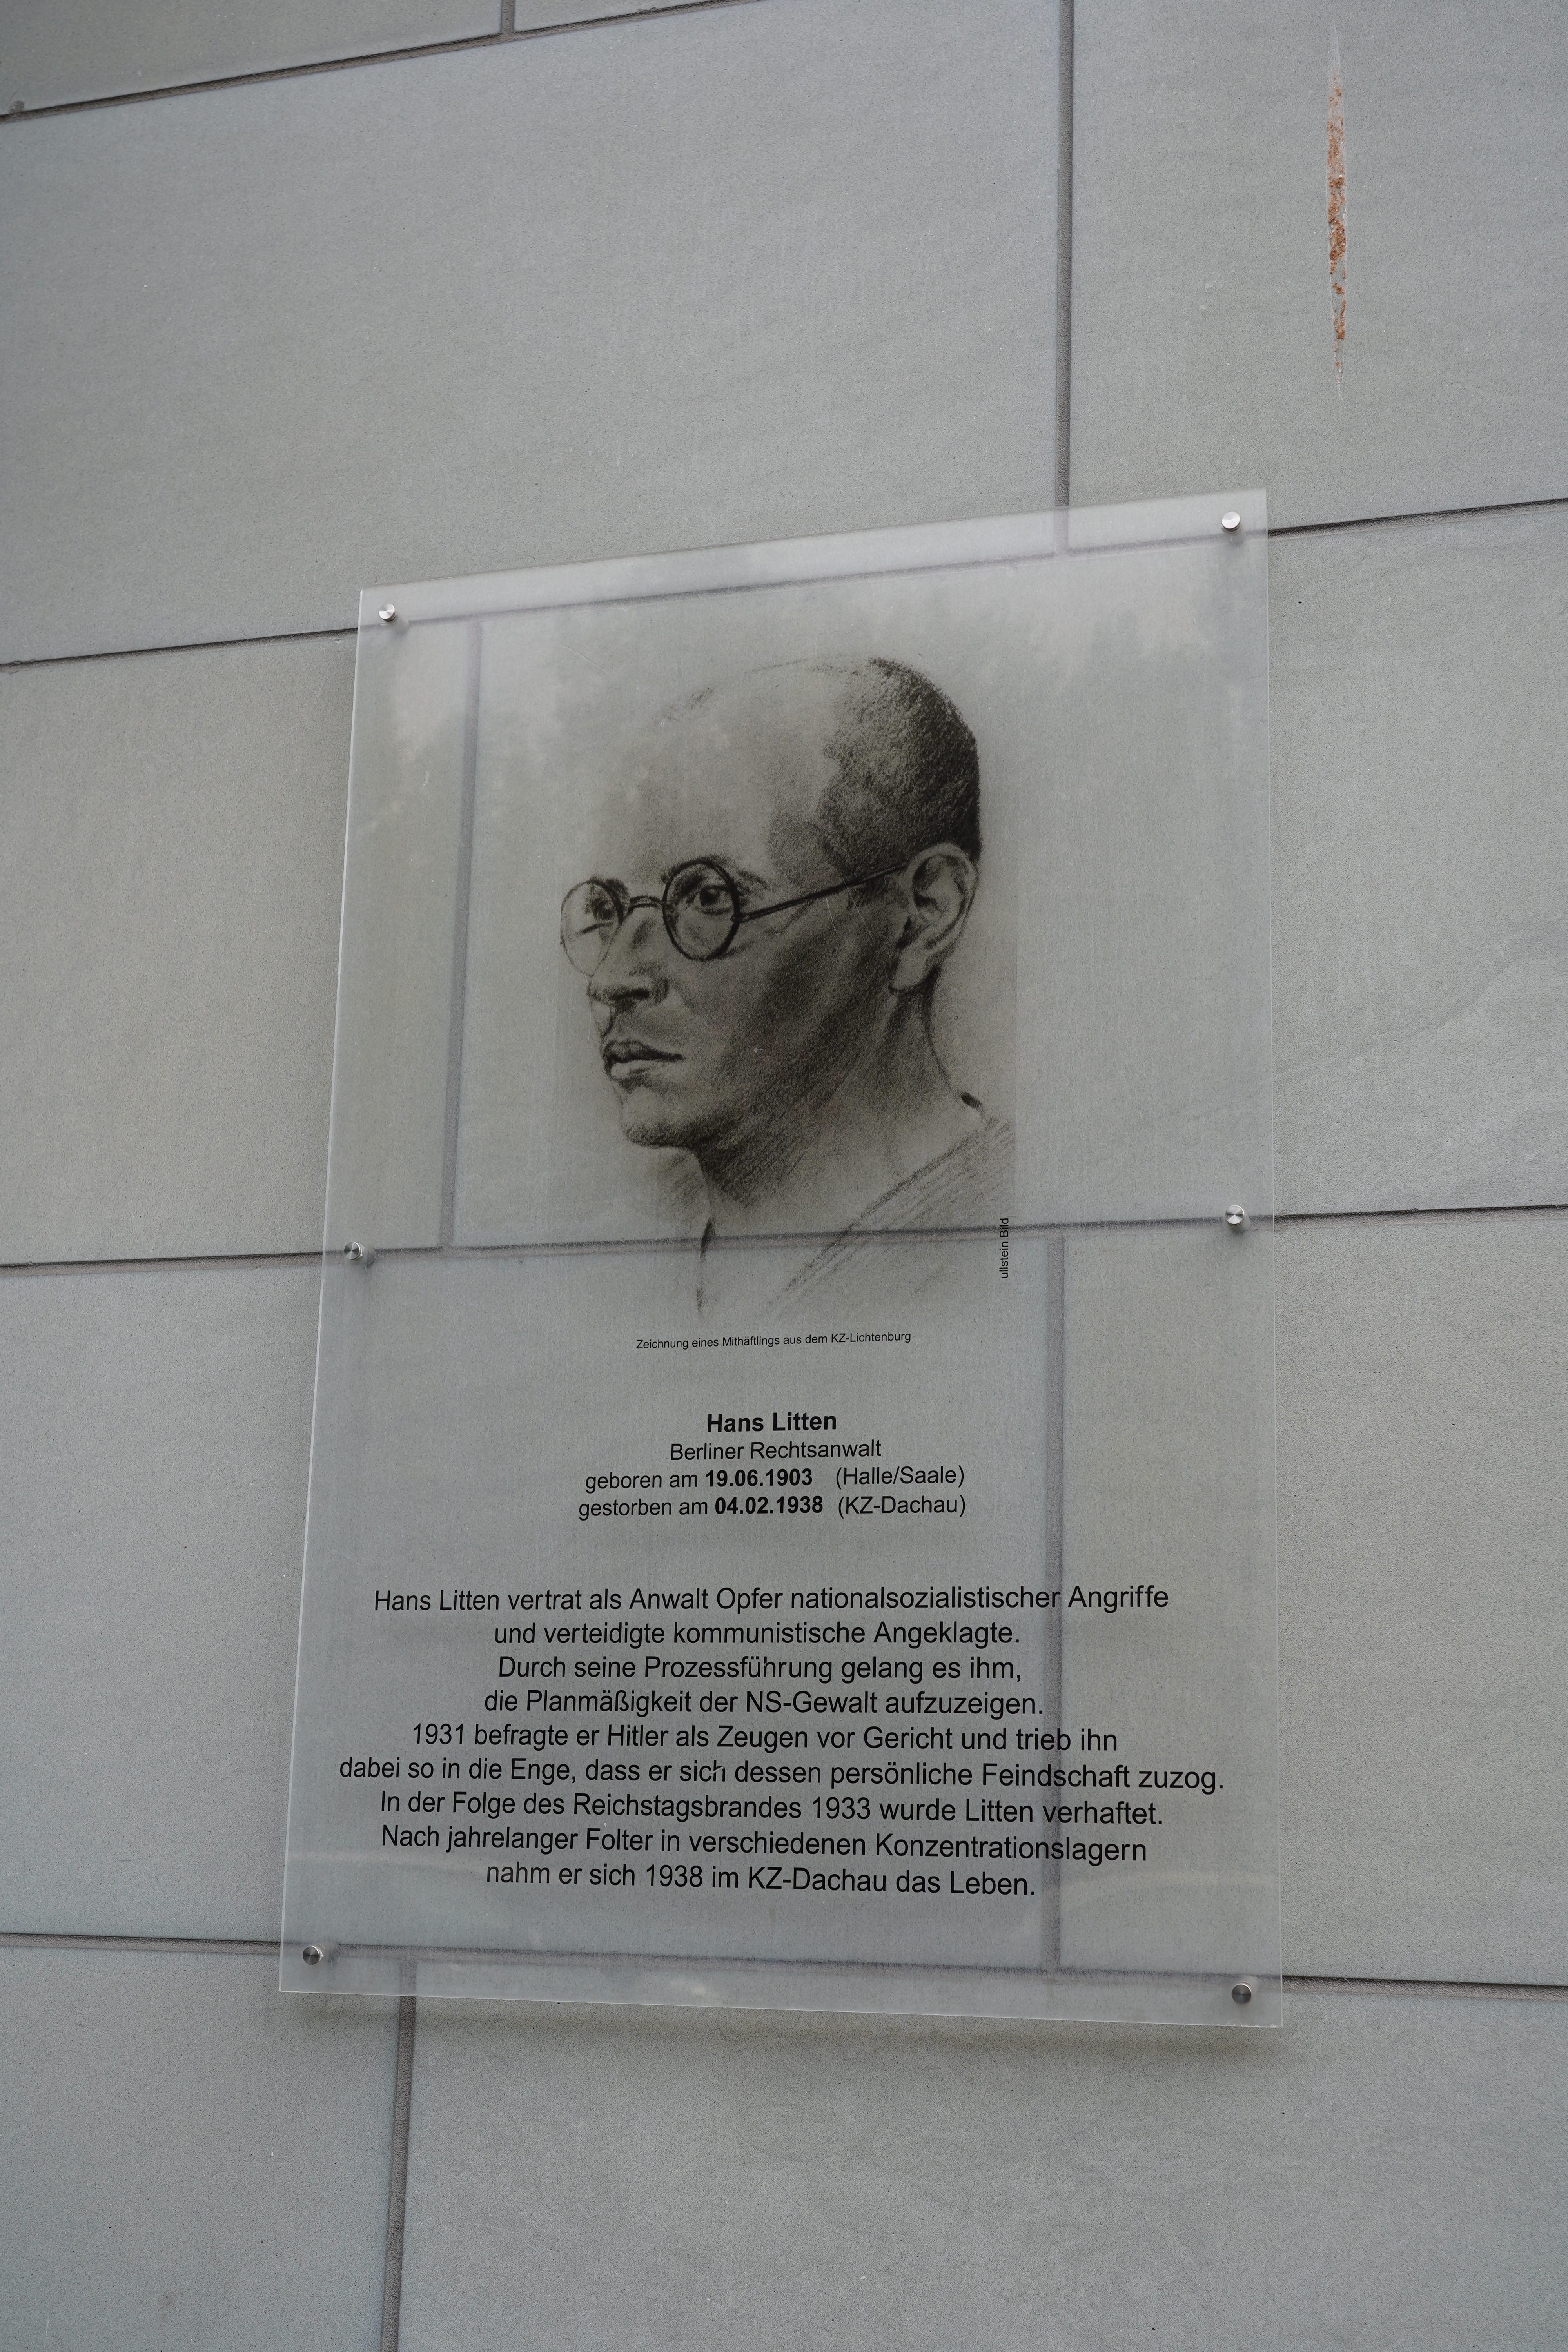 ullstein Bild
Zeichnung eines Mithäftlings aus dem KZ-Lichtenburg
Hans Litten
Berliner Rechtsanwalt
geboren am 19.06.1903 (Halle/Saale)
gestorben am 04.02.1938 (KZ-Dachau)
Hans Litten vertrat als Anwalt Opfer nationalsozialistischer Angriffe
und verteidigte kommunistische Angeklagte.
Durch seine Prozessführung gelang es ihm,
die Planmäßigkeit der NS-Gewalt aufzuzeigen.
1931 befragte er Hitler als Zeugen vor Gericht und trieb ihn
dabei so in die Enge, dass er sich dessen persönliche Feindschaft zuzog.
In der Folge des Reichstagsbrandes 1933 wurde Litten verhaftet.
Nach jahrelanger Folter in verschiedenen Konzentrationslagern
nahm er sich 1938 im KZ-Dachau das Leben.